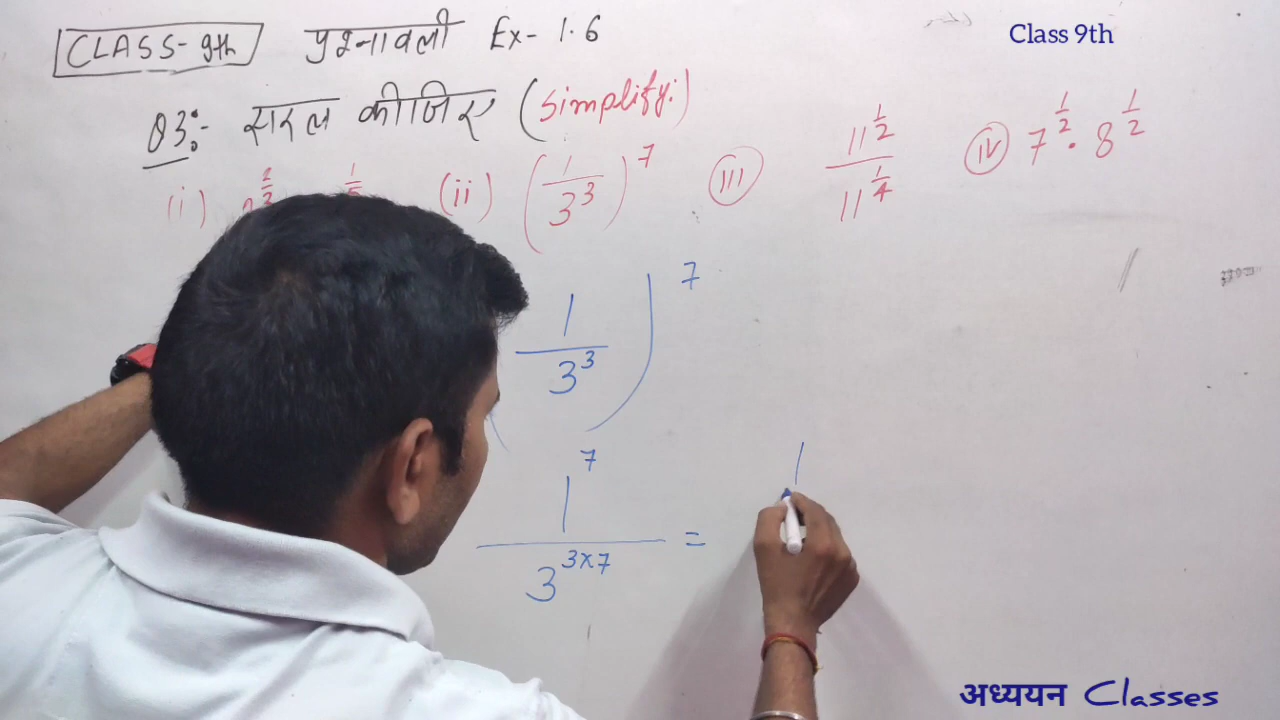 CLASS-9th प्रश्नावली Ex- 1.6
Class 9th
Q3:- सरल कीजिए (Simplify:)
(i) (ii) (1/3³)⁷ (iii) 11^(1/2)/11^(1/4) (iv) 7^(1/2) · 8^(1/2)
1/3³)⁷
1⁷/3^(3×7) = 1
अध्ययन Classes